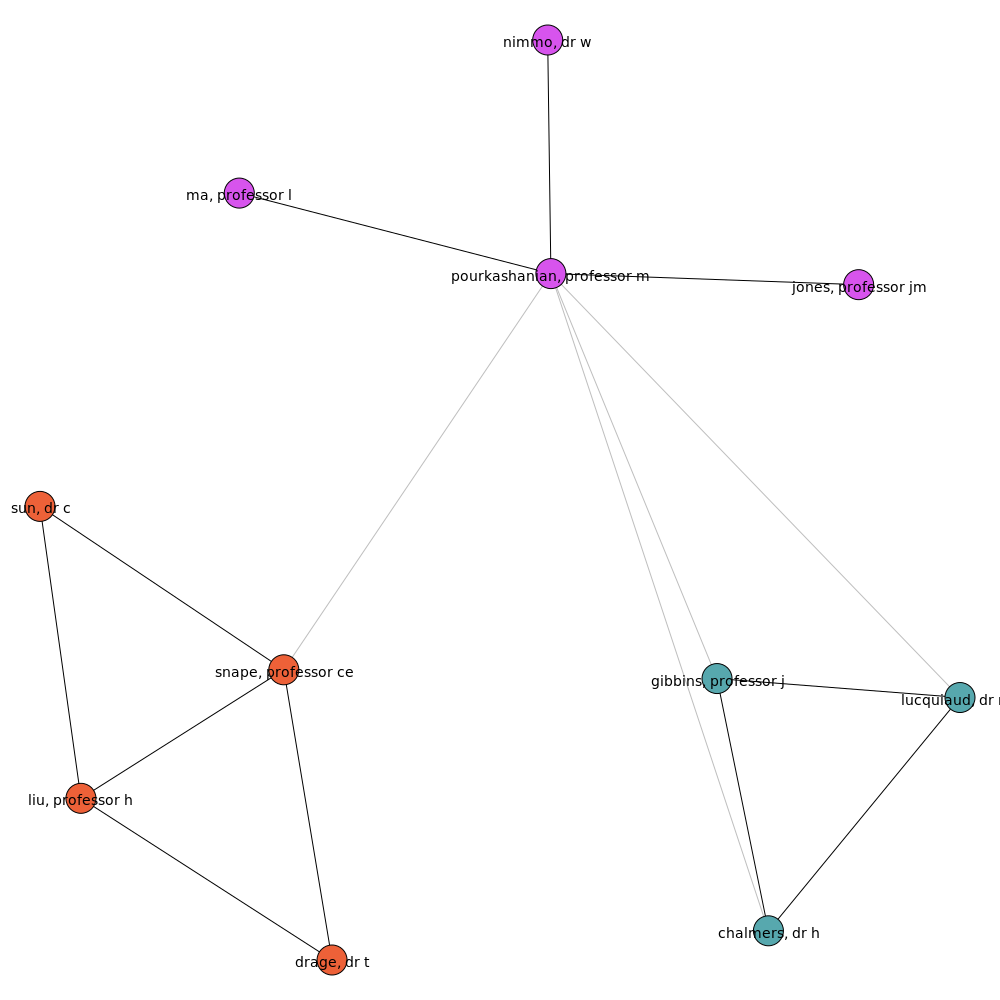 nimmo, dr w
ma, professor l
pourkashanian, professor m
jones, professor jm
sun, dr c
snape, professor ce
gibbins, professor j
lucquiaud, dr
liu, professor h
chalmers, dr h
drage, dr t